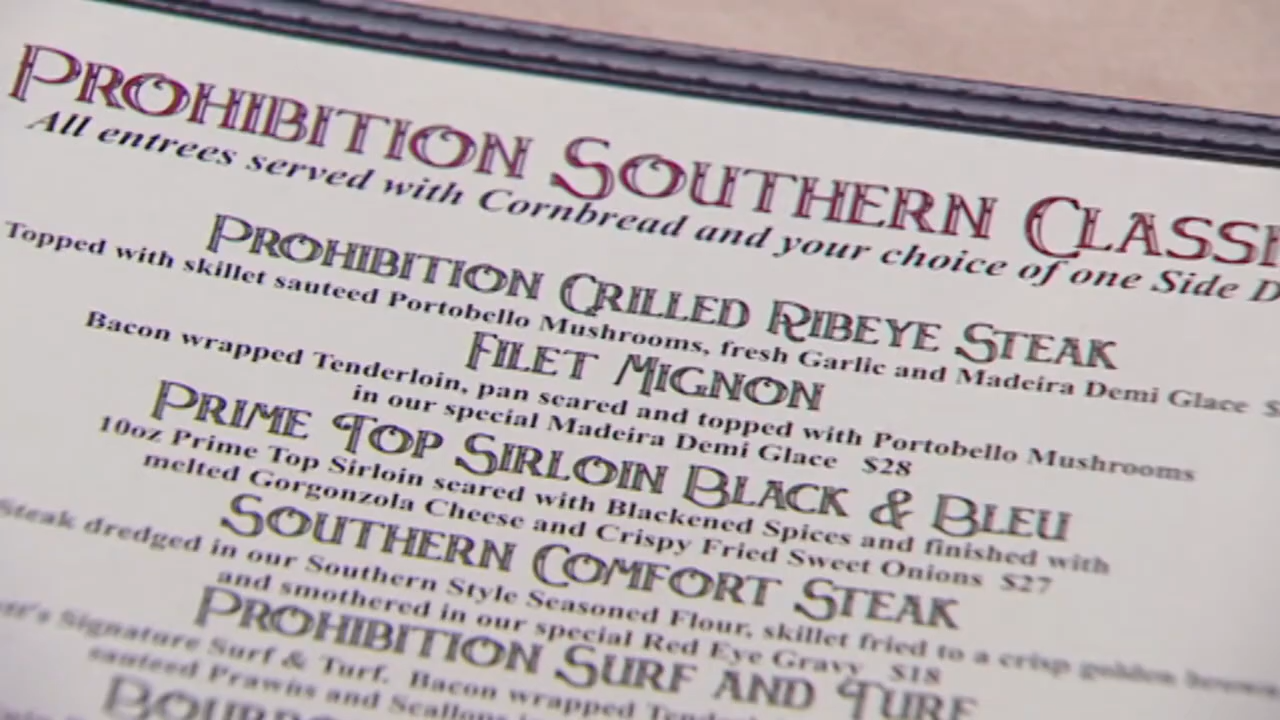 PROHIBITION SOUTHERN CLASSI
All entrees served with Cornbread and your choice of one Side D
PROHIBITION GRILLED RIBEYE STEAK
Topped with skillet sauteed Portobello Mushrooms, fresh Garlic and Madeira Demi Glace $
FILET MIGNON
Bacon wrapped Tenderloin, pan seared and topped with Portobello Mushrooms
in our special Madeira Demi Glace $28
PRIME TOP SIRLOIN BLACK & BLEU
10oz Prime Top Sirloin seared with Blackened Spices and finished with
melted Gorgonzola Cheese and Crispy Fried Sweet Onions $27
SOUTHERN COMFORT STEAK
Steak dredged in our Southern Style Seasoned Flour, skillet fried to a crisp golden brown
and smothered in our special Red Eye Gravy $18
PROHIBITION SURF AND TURF
Signature Surf & Turf. Bacon wrapped
sauteed Prawns and Scallops